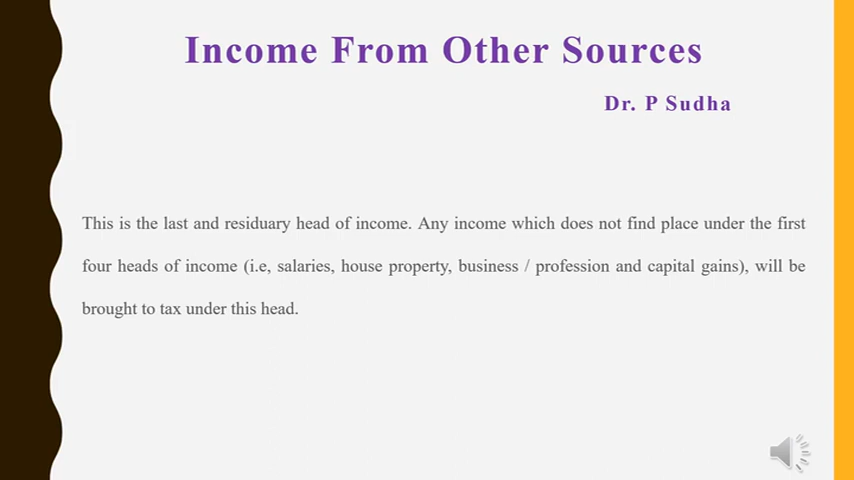 Income From Other Sources
Dr. P Sudha
This is the last and residuary head of income. Any income which does not find place under the first
four heads of income (i.e, salaries, house property, business / profession and capital gains), will be
brought to tax under this head.